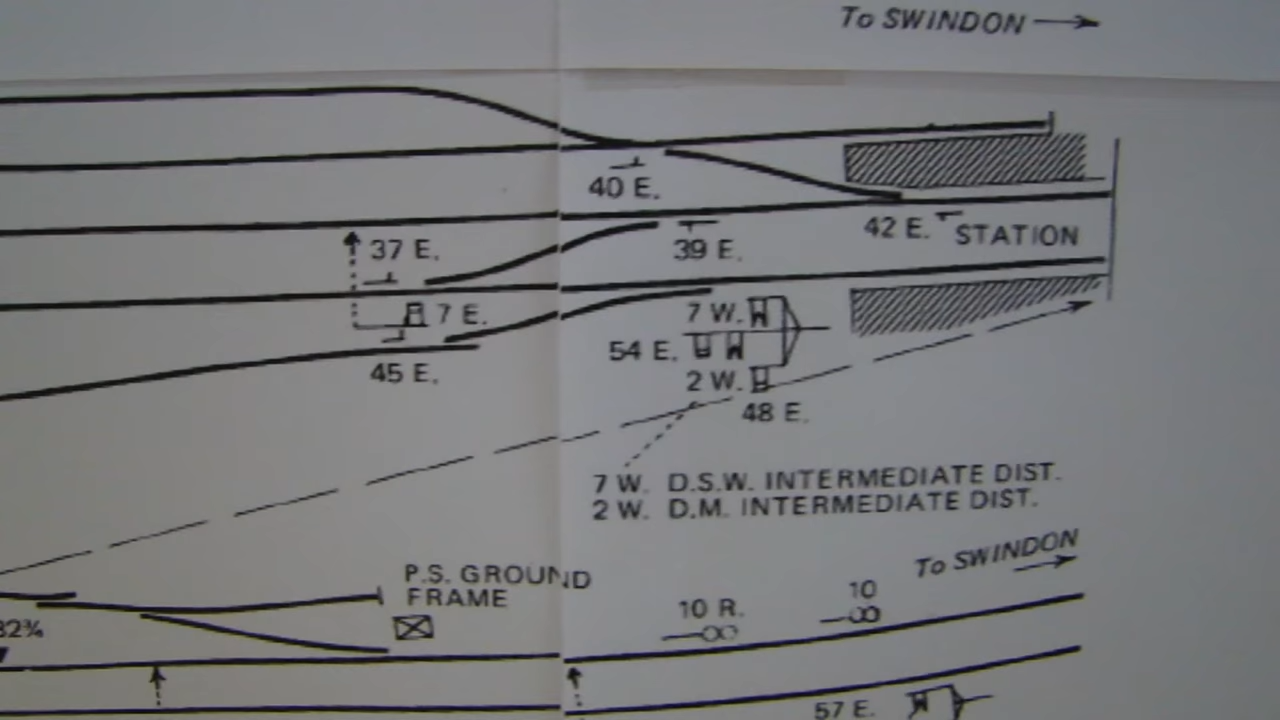 To SWINDON
40 E.
42 E.
STATION
37 E.
39 E.
7 E.
7 W.
54 E.
45 E.
2 W.
48 E.
7 W. D.S.W. INTERMEDIATE DIST.
2 W. D.M. INTERMEDIATE DIST.
To SWINDON
P.S. GROUND
FRAME
10
10 R.
32%
57 E.